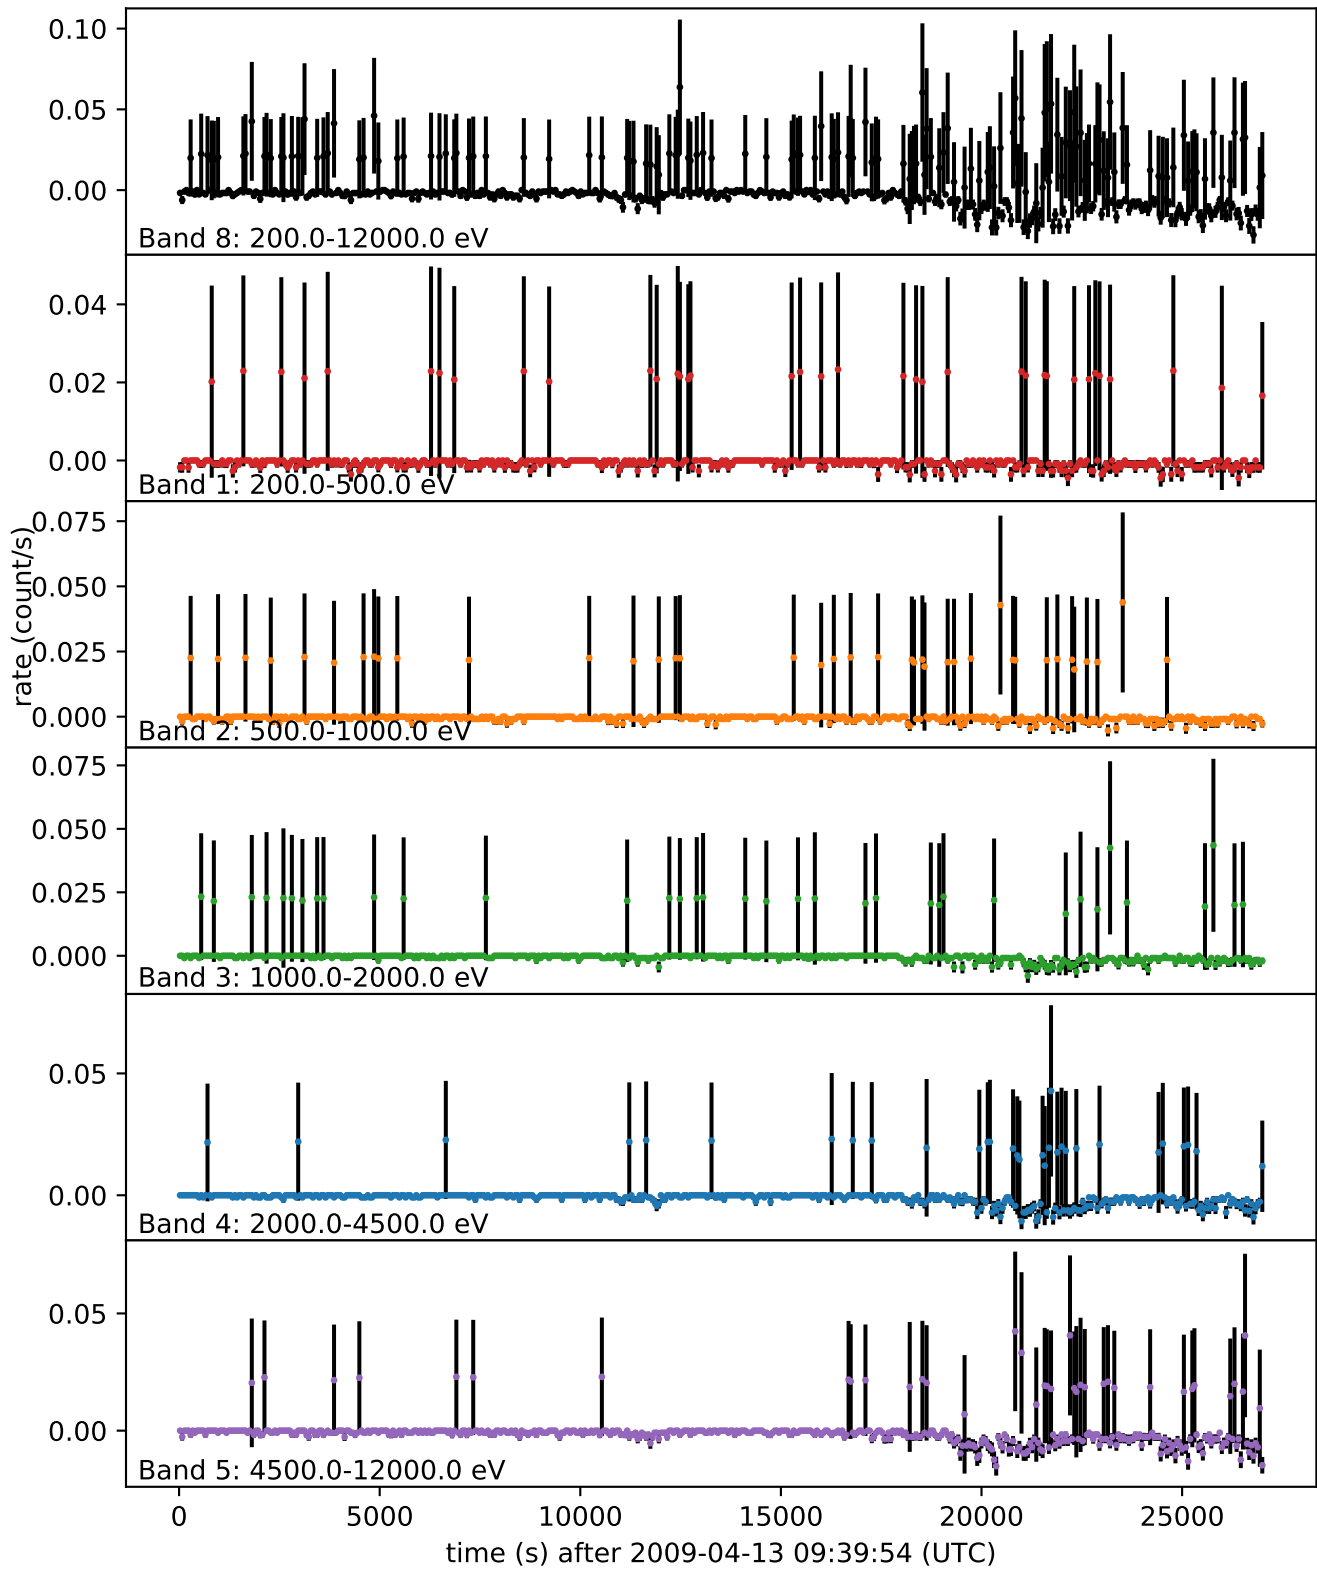 0.10
0.05
0.00
Band 8: 200.0-12000.0 eV
0.04
0.02
0.00
Band 1: 200.0-500.0 eV
rate (count/s)
0.075
0.050
0.025
0.000
Band 2: 500.0-1000.0 eV
0.075
0.050
0.025
0.000
Band 3: 1000.0-2000.0 eV
0.05
0.00
Band 4: 2000.0-4500.0 eV
0.05
0.00
Band 5: 4500.0-12000.0 eV
0 5000 10000 15000 20000 25000
time (s) after 2009-04-13 09:39:54 (UTC)